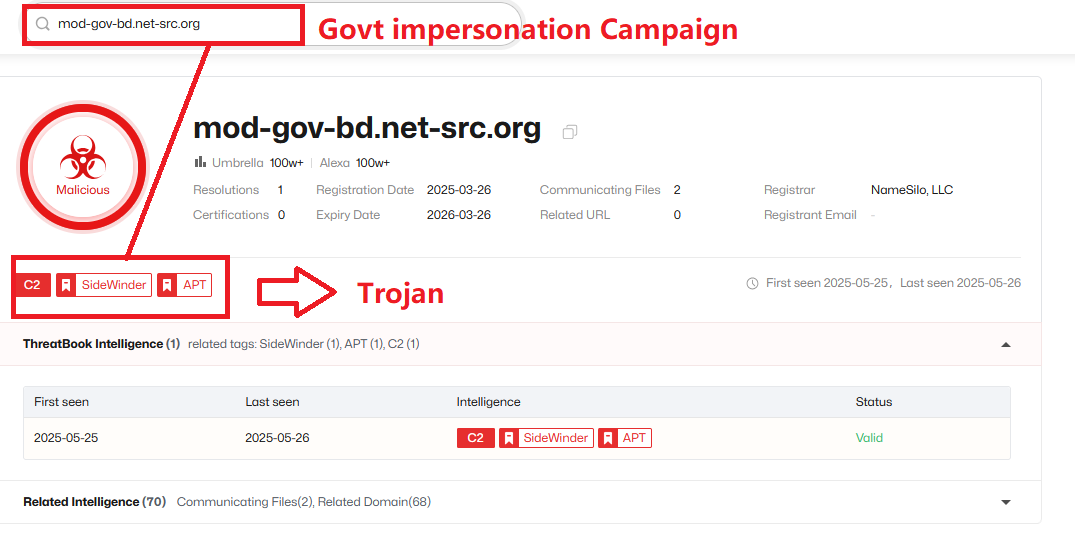 mod-gov-bd.net-src.org
Govt impersonation Campaign
mod-gov-bd.net-src.org
Malicious
Umbrella 100w+ | Alexa 100w+
Resolutions 1 Registration Date 2025-03-26 Communicating Files 2 Registrar NameSilo, LLC
Certifications 0 Expiry Date 2026-03-26 Related URL 0 Registrant Email -
C2 SideWinder APT
Trojan
First seen 2025-05-25, Last seen 2025-05-26
ThreatBook Intelligence (1) related tags: SideWinder (1), APT (1), C2 (1)
First seen Last seen Intelligence Status
2025-05-25 2025-05-26 C2 SideWinder APT Valid
Related Intelligence (70) Communicating Files(2), Related Domain(68)